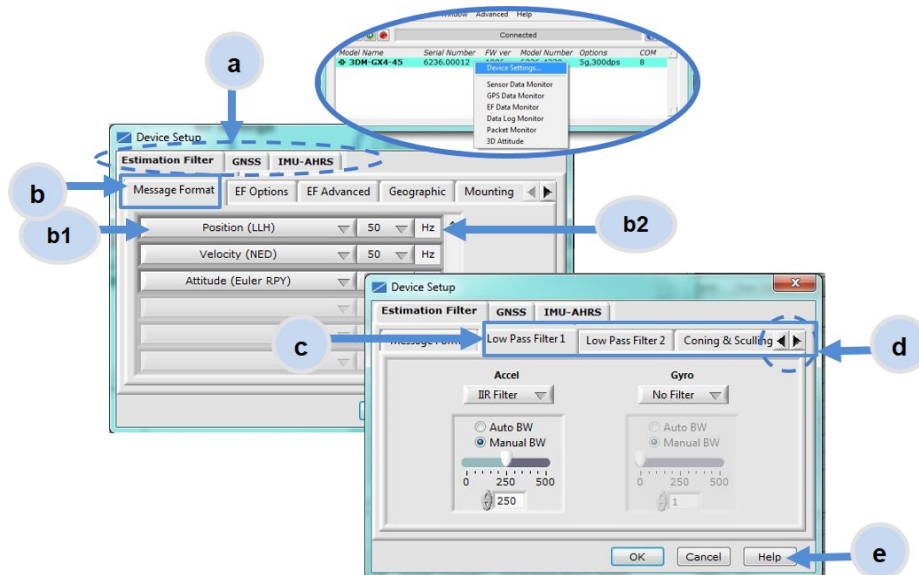 Window Advanced Help
Connected
Model Name Serial Number FW ver Model Number Options COM
3DM-GX4-45 6236.00012 5g,300dps 8
Device Settings...
Sensor Data Monitor
GPS Data Monitor
EF Data Monitor
Data Log Monitor
Packet Monitor
3D Attitude
a
Device Setup
Estimation Filter GNSS IMU-AHRS
b
Message Format EF Options EF Advanced Geographic Mounting
b1
Position (LLH) 50 Hz
b2
Velocity (NED) 50 Hz
Attitude (Euler RPY)
Device Setup
Estimation Filter GNSS IMU-AHRS
c
Message Format Low Pass Filter 1 Low Pass Filter 2 Coning & Sculling
d
Accel Gyro
IIR Filter No Filter
Auto BW Auto BW
Manual BW Manual BW
0 250 500 0 250 500
250 1
OK Cancel Help
e